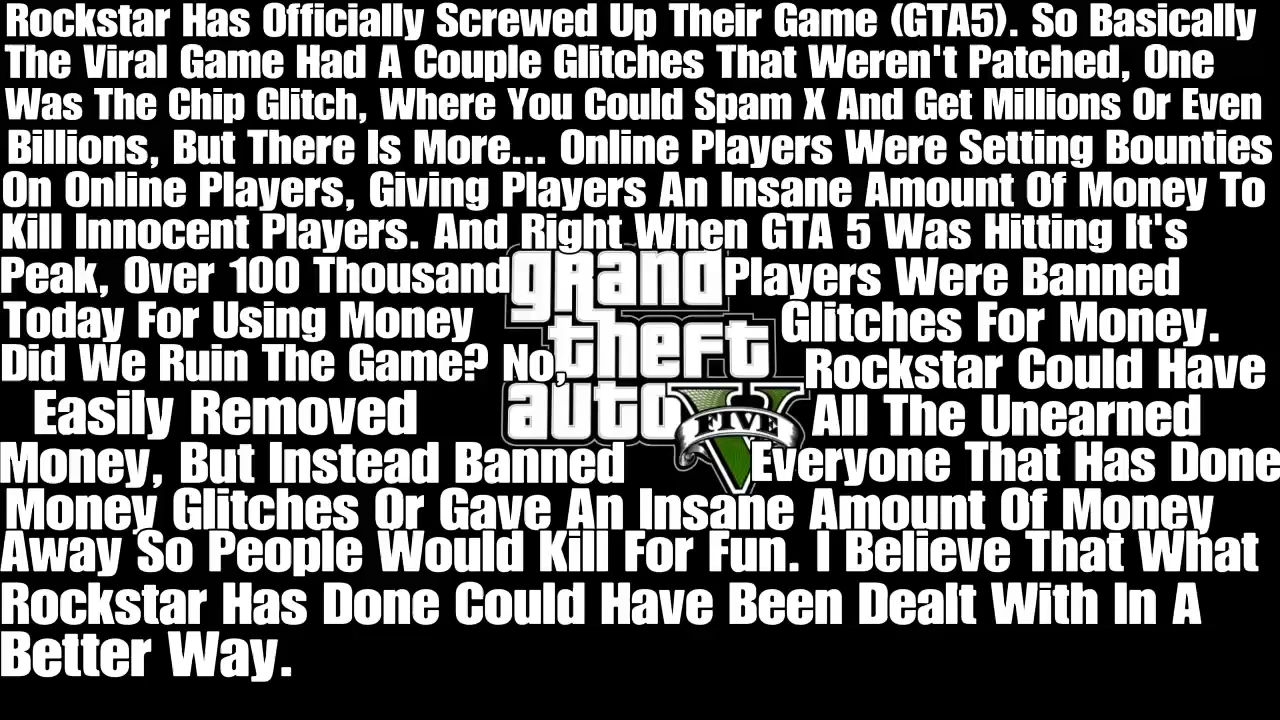 Rockstar Has Officially Screwed Up Their Game (GTA5). So Basically
The Viral Game Had A Couple Glitches That Weren't Patched, One
Was The Chip Glitch, Where You Could Spam X And Get Millions Or Even
Billions, But There Is More... Online Players Were Setting Bounties
On Online Players, Giving Players An Insane Amount Of Money To
Kill Innocent Players. And Right When GTA 5 Was Hitting It's
Peak, Over 100 Thousand Players Were Banned
Today For Using Money Glitches For Money.
Did We Ruin The Game? No, Rockstar Could Have
Easily Removed All The Unearned
Money, But Instead Banned Everyone That Has Done
Money Glitches Or Gave An Insane Amount Of Money
Away So People Would Kill For Fun. I Believe That What
Rockstar Has Done Could Have Been Dealt With In A
Better Way.
grand
theft
auto
V
FIVE